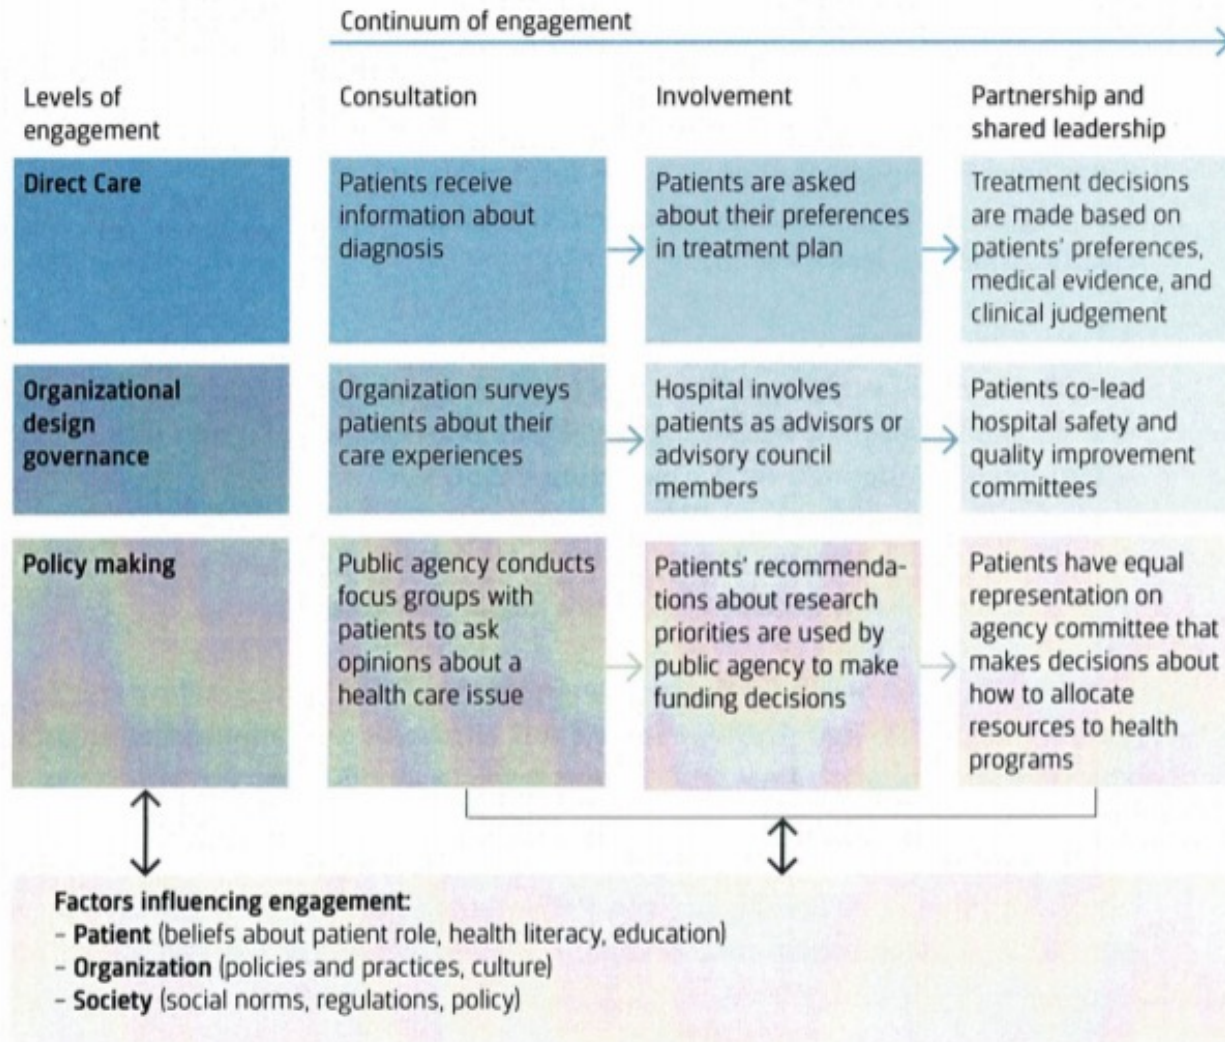 Continuum of engagement
Levels of
engagement
Consultation
Involvement
Partnership and
shared leadership
Direct Care
Patients receive
information about
diagnosis
Patients are asked
about their preferences
in treatment plan
Treatment decisions
are made based on
patients’ preferences,
medical evidence, and
clinical judgement
Organizational
design
governance
Organization surveys
patients about their
care experiences
Hospital involves
patients as advisors or
advisory council
members
Patients co-lead
hospital safety and
quality improvement
committees
Policy making
Public agency conducts
focus groups with
patients to ask
opinions about a
health care issue
Patients’ recommenda-
tions about research
priorities are used by
public agency to make
funding decisions
Patients have equal
representation on
agency committee that
makes decisions about
how to allocate
resources to health
programs
Factors influencing engagement:
– Patient (beliefs about patient role, health literacy, education)
– Organization (policies and practices, culture)
– Society (social norms, regulations, policy)